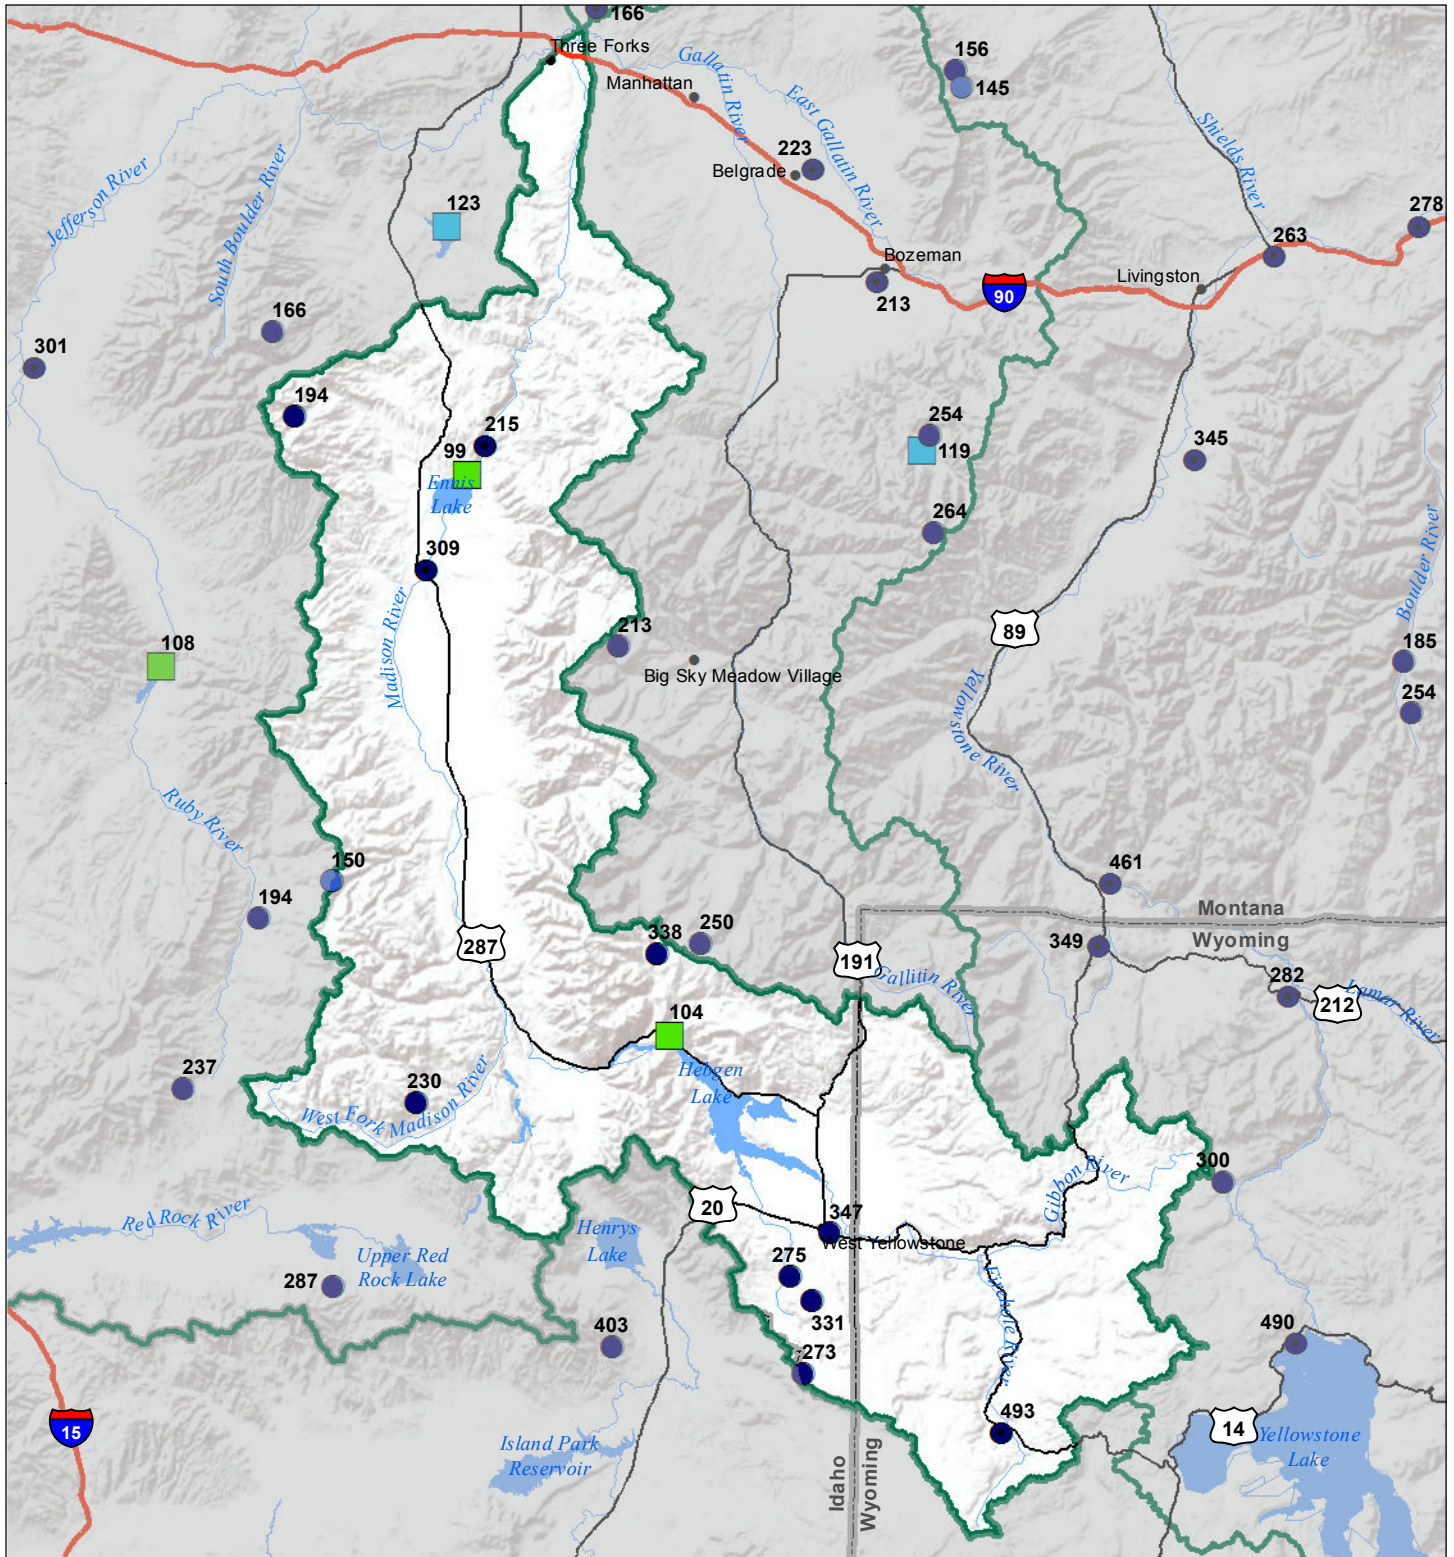 166
Three Forks
Gallatin River
156
145
Manhattan
East Gallatin River
Shields River
Jefferson River
South Boulder River
223
Belgrade
123
278
263
Bozeman
Livingston
213
90
166
301
194
215
254
119
345
99
Ennis
Lake
264
309
Boulder River
Madison River
213
89
108
185
Big Sky Meadow Village
254
Yellowstone River
Ruby River
150
461
194
Montana
Wyoming
338
250
349
287
191
Gallitin River
282
212
Lamar River
104
237
230
Hebgen
Lake
West Fork Madison River
300
Gibbon River
20
347
West Yellowstone
Red Rock River
Henrys
Lake
Upper Red
Rock Lake
287
275
331
Firehole River
403
273
490
493
15
14
Yellowstone
Lake
Island Park
Reservoir
Idaho
Wyoming